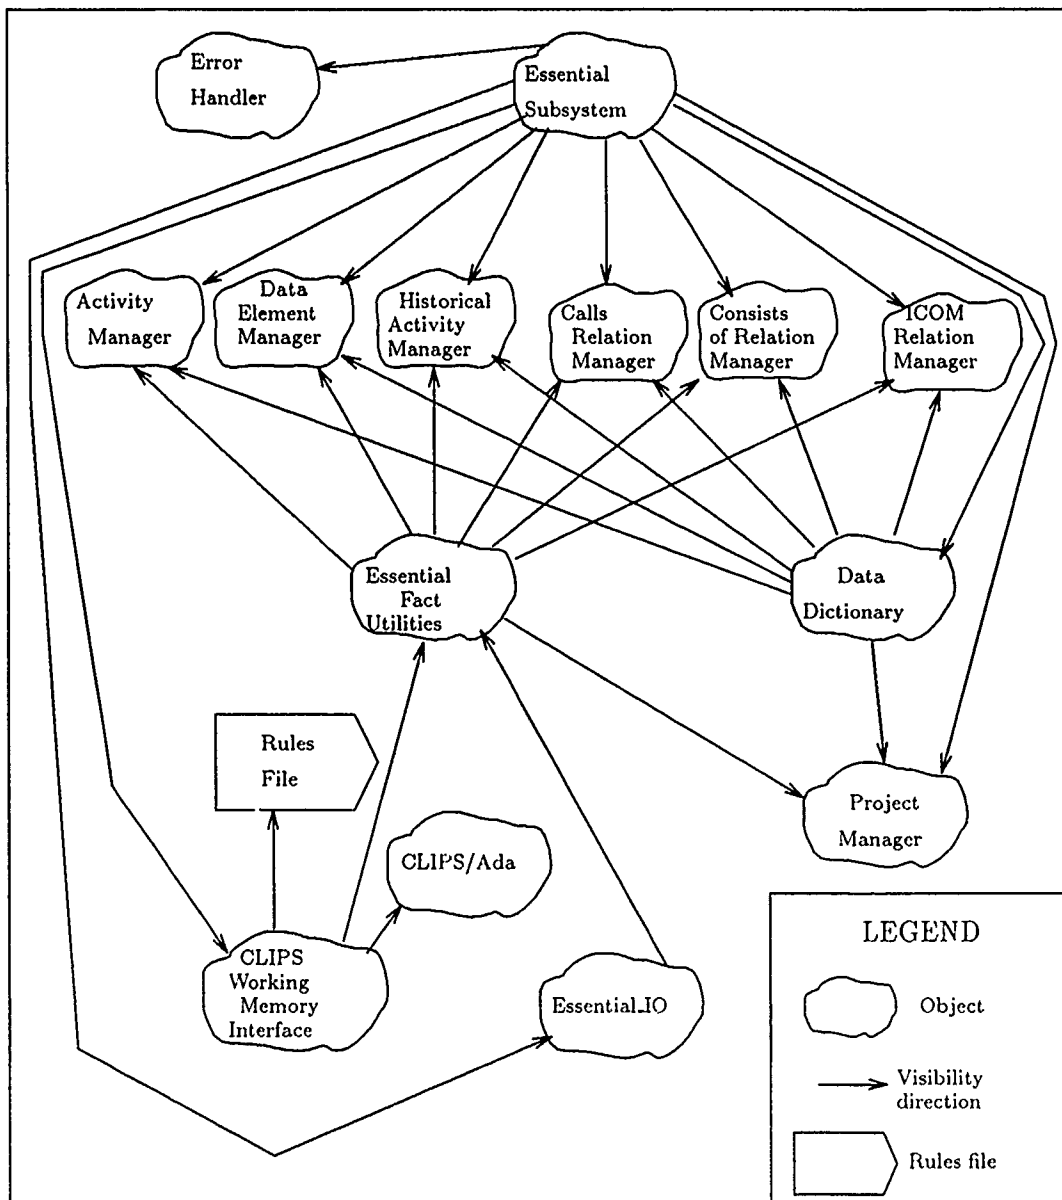 Error
Handler
Essential
Subsystem
Activity
Manager
Data
Element
Manager
Historical
Activity
Manager
Calls
Relation
Manager
Consists
of Relation
Manager
ICOM
Relation
Manager
Essential
Fact
Utilities
Data
Dictionary
Rules
File
Project
Manager
CLIPS/Ada
CLIPS
Working
Memory
Interface
Essential_IO
LEGEND
Object
Visibility
direction
Rules file